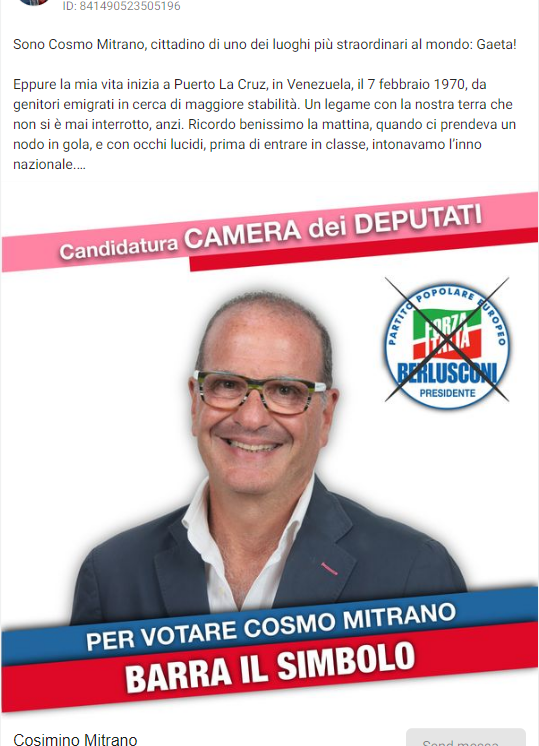 ID: 841490523505196
Sono Cosmo Mitrano, cittadino di uno dei luoghi più straordinari al mondo: Gaeta!
Eppure la mia vita inizia a Puerto La Cruz, in Venezuela, il 7 febbraio 1970, da
genitori emigrati in cerca di maggiore stabilità. Un legame con la nostra terra che
non si è mai interrotto, anzi. Ricordo benissimo la mattina, quando ci prendeva un
nodo in gola, e con occhi lucidi, prima di entrare in classe, intonavamo l'inno
nazionale....
Candidatura CAMERA dei DEPUTATI
PARTITO POPOLARE EUROPEO
FORZA
ITALIA
BERLUSCONI
PRESIDENTE
PER VOTARE COSMO MITRANO
BARRA IL SIMBOLO
Cosimino Mitrano
Send messa...